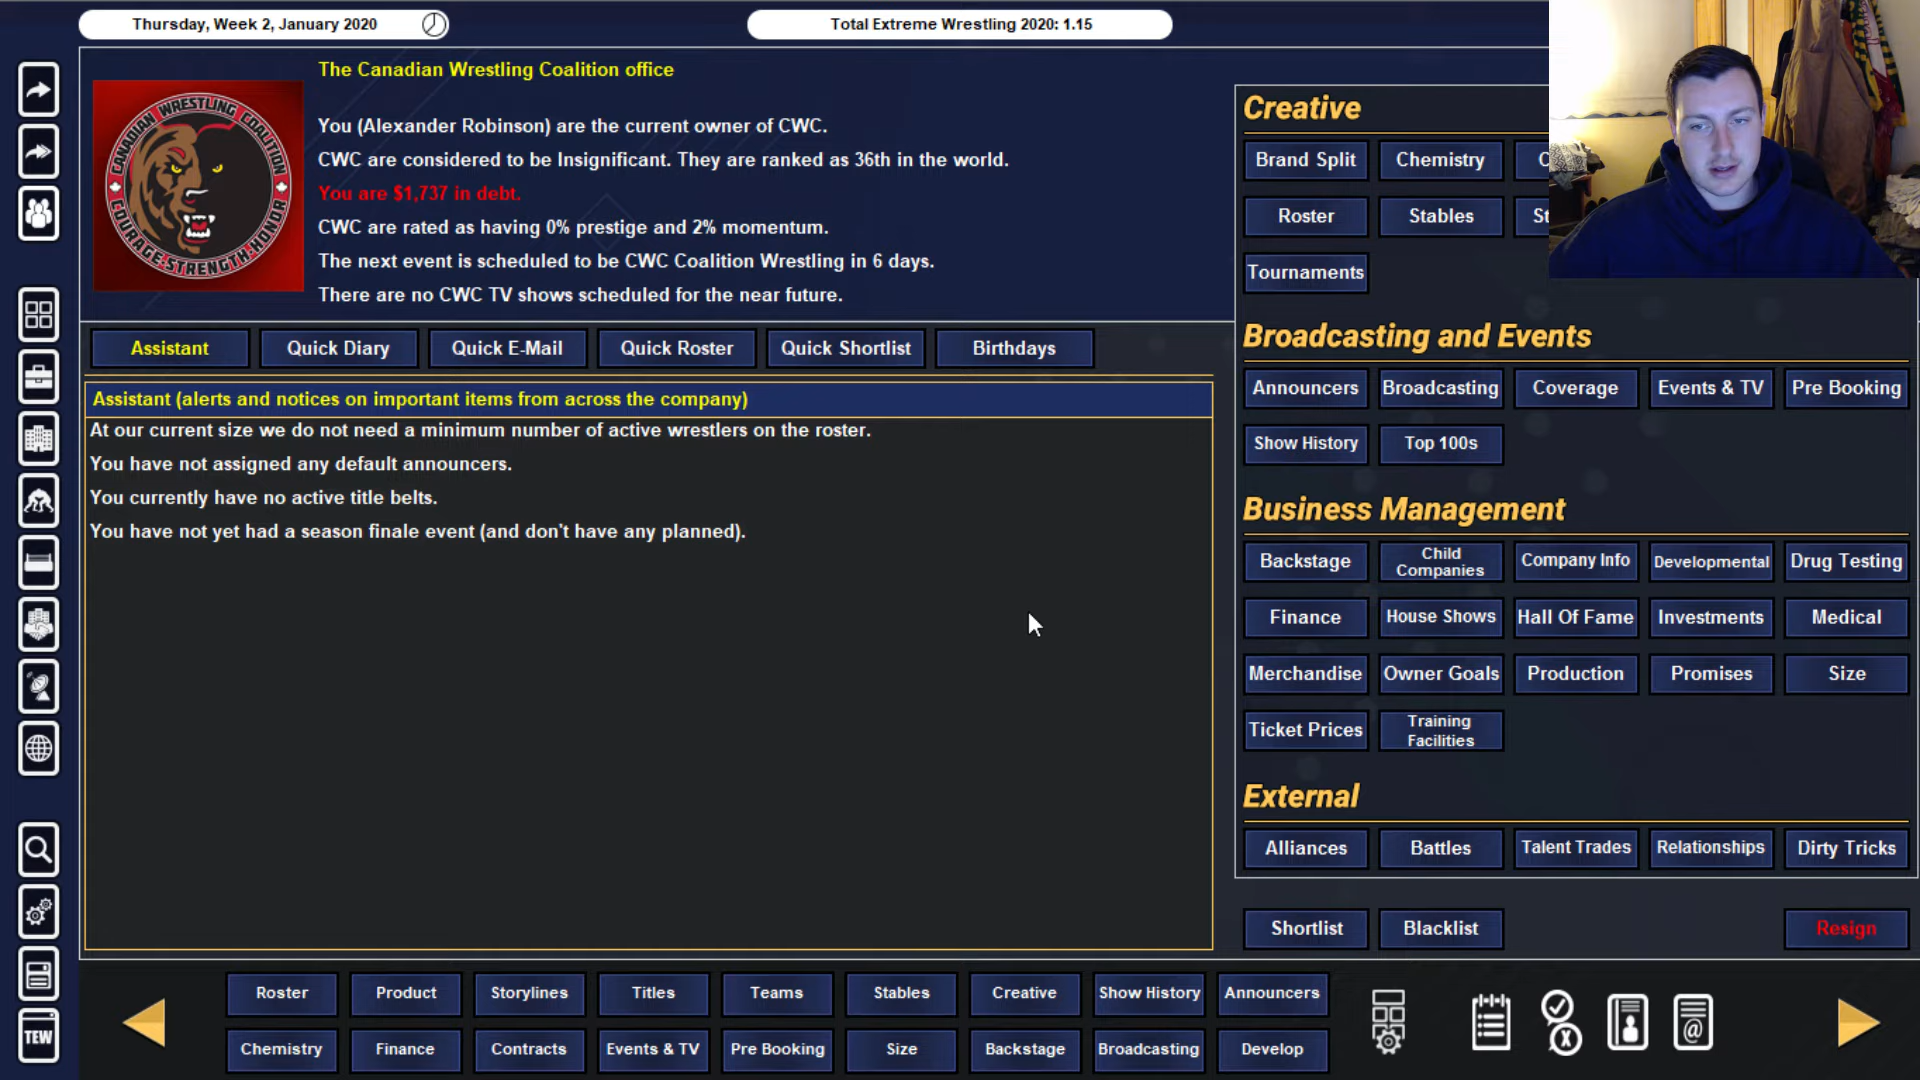 Thursday, Week 2, January 2020
Total Extreme Wrestling 2020: 1.15
CANADIAN WRESTLING COALITION
COURAGE·STRENGTH·HONOR
The Canadian Wrestling Coalition office
You (Alexander Robinson) are the current owner of CWC.
CWC are considered to be Insignificant. They are ranked as 36th in the world.
You are $1,737 in debt.
CWC are rated as having 0% prestige and 2% momentum.
The next event is scheduled to be CWC Coalition Wrestling in 6 days.
There are no CWC TV shows scheduled for the near future.
Assistant
Quick Diary
Quick E-Mail
Quick Roster
Quick Shortlist
Birthdays
Assistant (alerts and notices on important items from across the company)
At our current size we do not need a minimum number of active wrestlers on the roster.
You have not assigned any default announcers.
You currently have no active title belts.
You have not yet had a season finale event (and don't have any planned).
Creative
Brand Split
Chemistry
Roster
Stables
Tournaments
Broadcasting and Events
Announcers
Broadcasting
Coverage
Events & TV
Pre Booking
Show History
Top 100s
Business Management
Backstage
Child
Companies
Company Info
Developmental
Drug Testing
Finance
House Shows
Hall Of Fame
Investments
Medical
Merchandise
Owner Goals
Production
Promises
Size
Ticket Prices
Training
Facilities
External
Alliances
Battles
Talent Trades
Relationships
Dirty Tricks
Shortlist
Blacklist
Resign
Roster
Product
Storylines
Titles
Teams
Stables
Creative
Show History
Announcers
Chemistry
Finance
Contracts
Events & TV
Pre Booking
Size
Backstage
Broadcasting
Develop
TEW